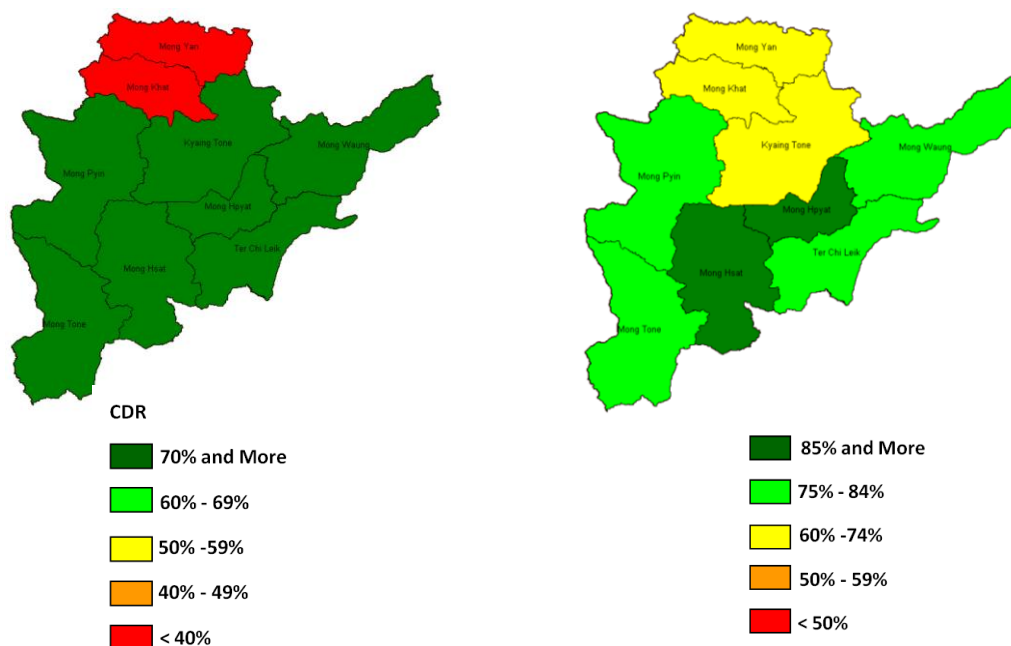 Mong Yan
Mong Khat
Kyaing Tone
Mong Waung
Mong Pyin
Mong Hpyat
Ter Chi Leik
Mong Hsat
Mong Tone
CDR
70% and More
60% - 69%
50% -59%
40% - 49%
< 40%
Mong Yan
Mong Khat
Kyaing Tone
Mong Waung
Mong Pyin
Mong Hpyat
Ter Chi Leik
Mong Hsat
Mong Tone
85% and More
75% - 84%
60% -74%
50% - 59%
< 50%